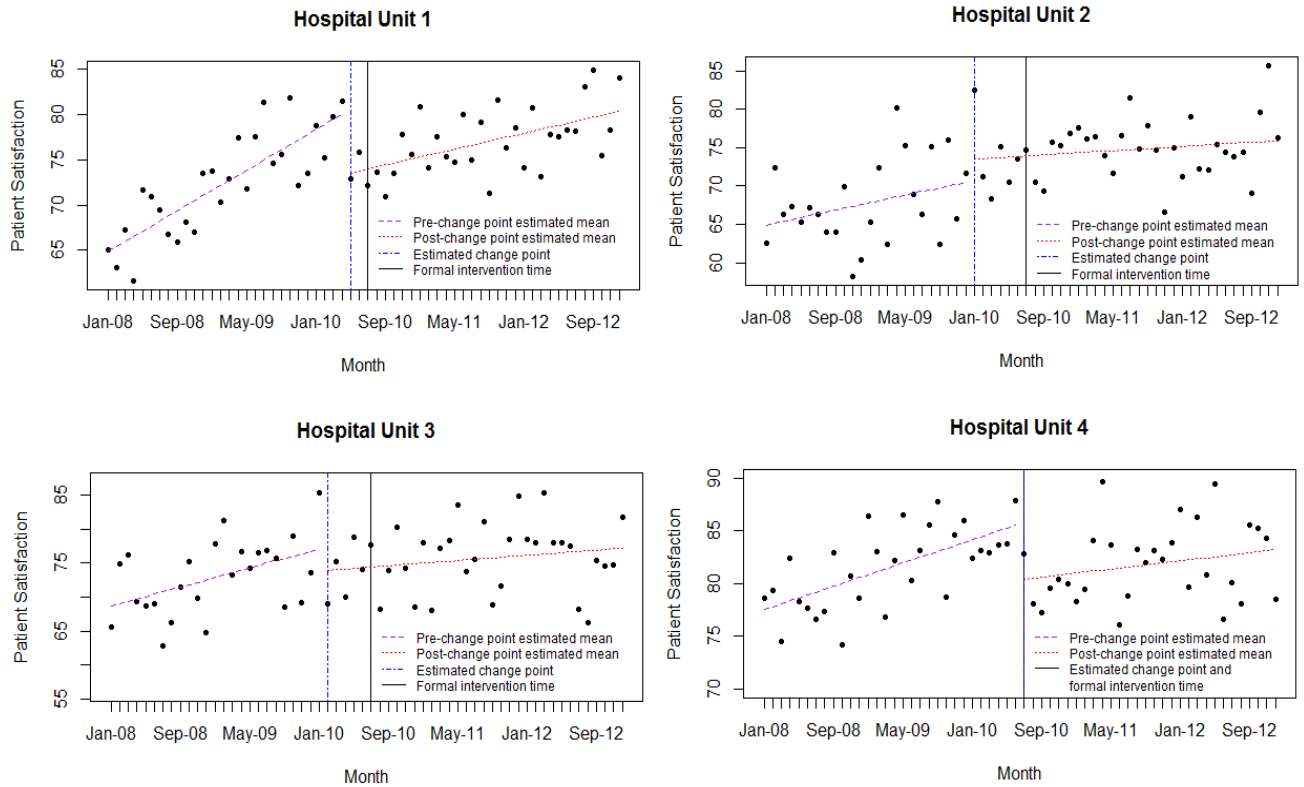 Hospital Unit 1
Patient Satisfaction
85
80
75
70
65
Pre-change point estimated mean
Post-change point estimated mean
Estimated change point
Formal intervention time
Jan-08 Sep-08 May-09 Jan-10 Sep-10 May-11 Jan-12 Sep-12
Month
Hospital Unit 2
Patient Satisfaction
85
80
75
70
65
60
Pre-change point estimated mean
Post-change point estimated mean
Estimated change point
Formal intervention time
Jan-08 Sep-08 May-09 Jan-10 Sep-10 May-11 Jan-12 Sep-12
Month
Hospital Unit 3
Patient Satisfaction
85
75
65
55
Pre-change point estimated mean
Post-change point estimated mean
Estimated change point
Formal intervention time
Jan-08 Sep-08 May-09 Jan-10 Sep-10 May-11 Jan-12 Sep-12
Month
Hospital Unit 4
Patient Satisfaction
90
85
80
75
70
Pre-change point estimated mean
Post-change point estimated mean
Estimated change point and
formal intervention time
Jan-08 Sep-08 May-09 Jan-10 Sep-10 May-11 Jan-12 Sep-12
Month